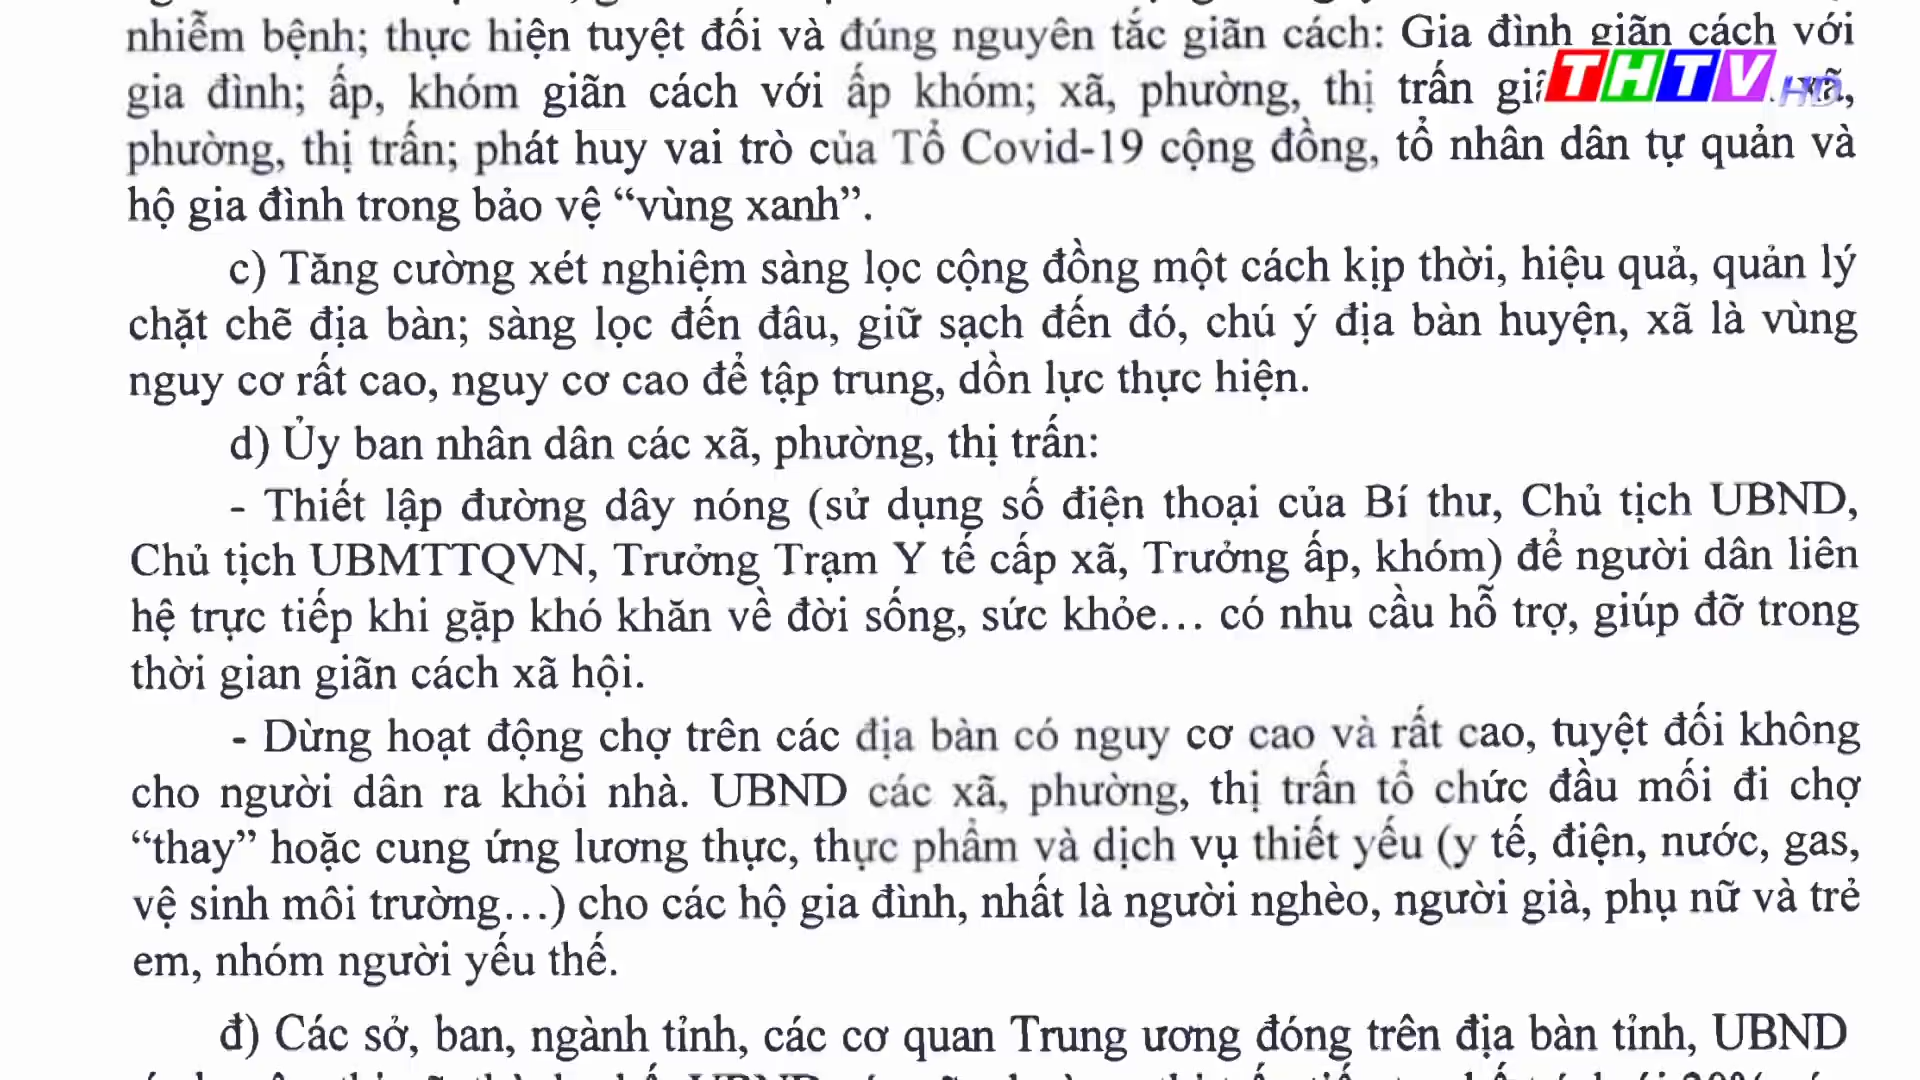 nhiễm bệnh; thực hiện tuyệt đối và đúng nguyên tắc giãn cách: Gia đình giãn cách với
gia đình; ấp, khóm giãn cách với ấp khóm; xã, phường, thị trấn xã,
THTV HD
phường, thị trấn; phát huy vai trò của Tổ Covid-19 cộng đồng, tổ nhân dân tự quản và
hộ gia đình trong bảo vệ “vùng xanh”.
c) Tăng cường xét nghiệm sàng lọc cộng đồng một cách kịp thời, hiệu quả, quản lý
chặt chẽ địa bàn; sàng lọc đến đâu, giữ sạch đến đó, chú ý địa bàn huyện, xã là vùng
nguy cơ rất cao, nguy cơ cao để tập trung, dồn lực thực hiện.
d) Ủy ban nhân dân các xã, phường, thị trấn:
- Thiết lập đường dây nóng (sử dụng số điện thoại của Bí thư, Chủ tịch UBND,
Chủ tịch UBMTTQVN, Trưởng Trạm Y tế cấp xã, Trưởng ấp, khóm) để người dân liên
hệ trực tiếp khi gặp khó khăn về đời sống, sức khỏe… có nhu cầu hỗ trợ, giúp đỡ trong
thời gian giãn cách xã hội.
- Dừng hoạt động chợ trên các địa bàn có nguy cơ cao và rất cao, tuyệt đối không
cho người dân ra khỏi nhà. UBND các xã, phường, thị trấn tổ chức đầu mối đi chợ
“thay” hoặc cung ứng lương thực, thực phẩm và dịch vụ thiết yếu (y tế, điện, nước, gas,
vệ sinh môi trường…) cho các hộ gia đình, nhất là người nghèo, người già, phụ nữ và trẻ
em, nhóm người yếu thế.
đ) Các sở, ban, ngành tỉnh, các cơ quan Trung ương đóng trên địa bàn tỉnh, UBND